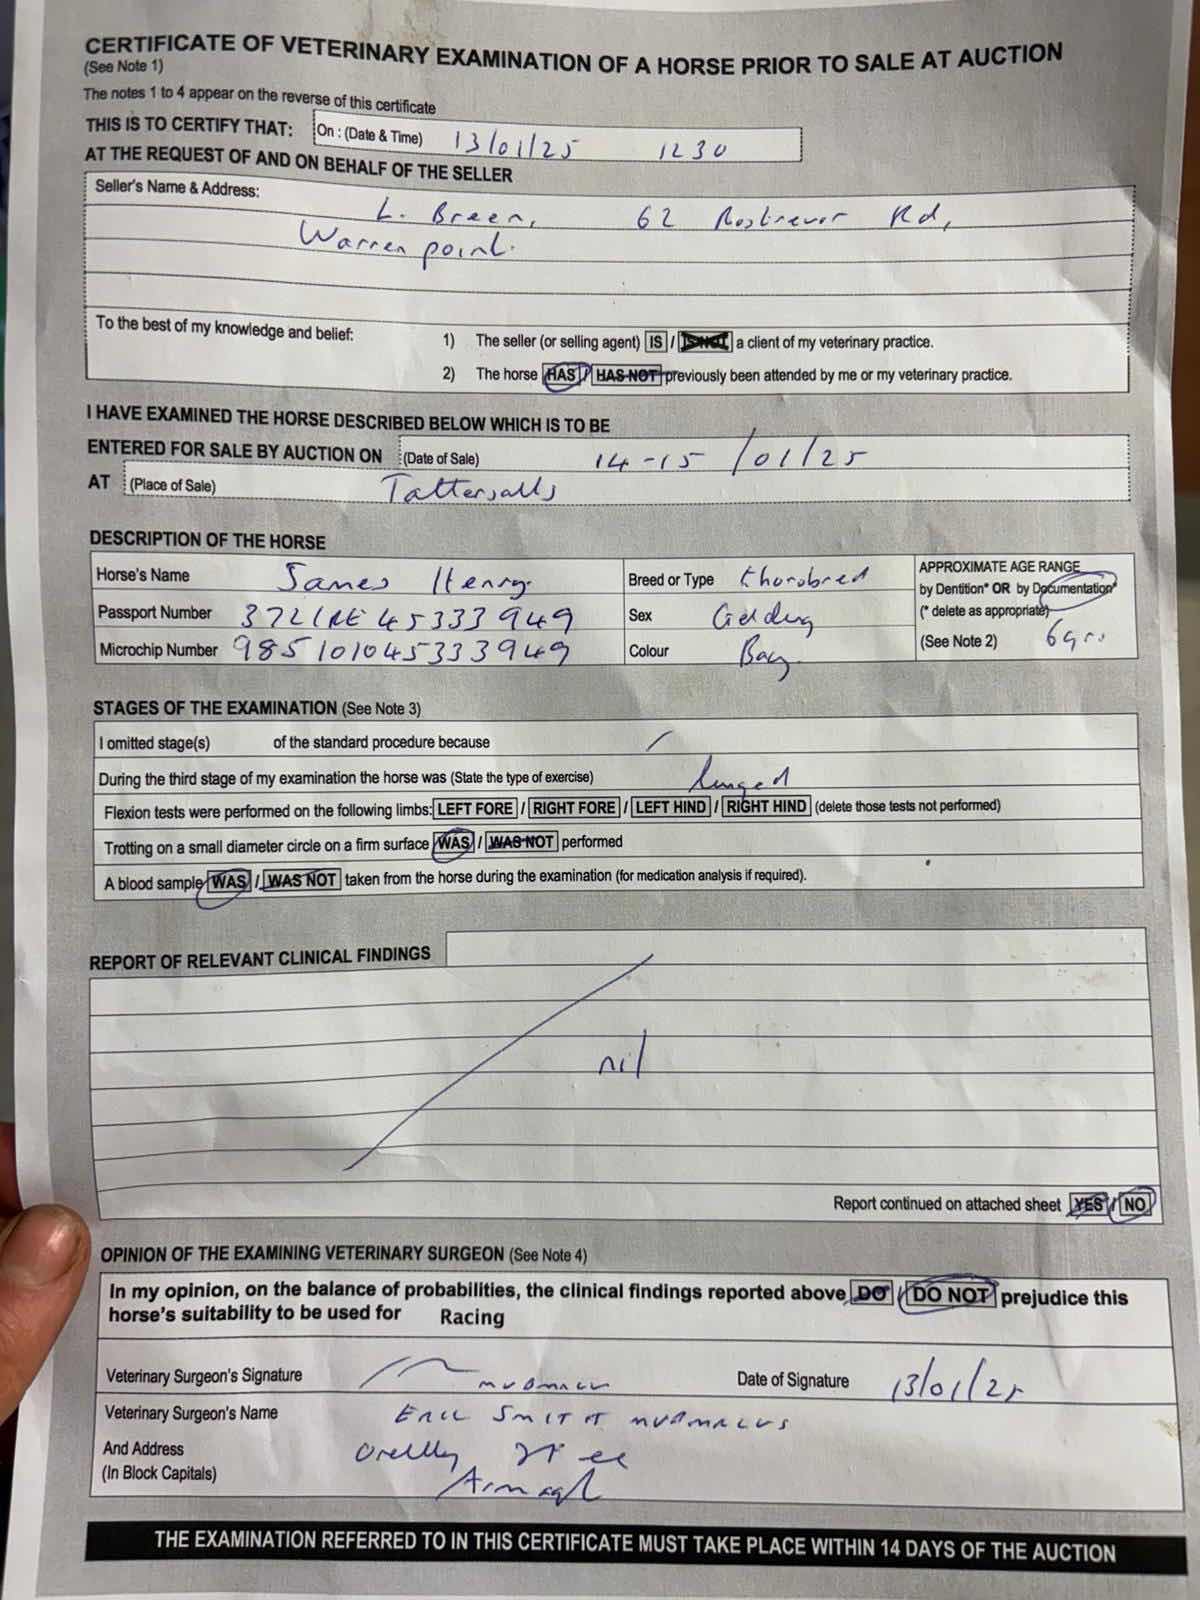 CERTIFICATE OF VETERINARY EXAMINATION OF A HORSE PRIOR TO SALE AT AUCTION
(See Note 1)
The notes 1 to 4 appear on the reverse of this certificate
THIS IS TO CERTIFY THAT: On : (Date & Time) 13/01/25 1230
AT THE REQUEST OF AND ON BEHALF OF THE SELLER
Seller's Name & Address: L. Breen, 62 Rostrevor Rd,
Warrenpoint.
To the best of my knowledge and belief: 1) The seller (or selling agent) IS / IS NOT a client of my veterinary practice.
2) The horse HAS / HAS NOT previously been attended by me or my veterinary practice.
I HAVE EXAMINED THE HORSE DESCRIBED BELOW WHICH IS TO BE
ENTERED FOR SALE BY AUCTION ON (Date of Sale) 14-15 /01/25
AT (Place of Sale) Tattersalls
DESCRIPTION OF THE HORSE
Horse's Name James Henry
Passport Number 372IRE45333949
Microchip Number 985101045333949
Breed or Type thorobred
Sex Gelding
Colour Bay
APPROXIMATE AGE RANGE
by Dentition* OR by Documentation*
(* delete as appropriate)
(See Note 2) 6yrs.
STAGES OF THE EXAMINATION (See Note 3)
I omitted stage(s) of the standard procedure because
During the third stage of my examination the horse was (State the type of exercise) lunged
Flexion tests were performed on the following limbs: LEFT FORE / RIGHT FORE / LEFT HIND / RIGHT HIND (delete those tests not performed)
Trotting on a small diameter circle on a firm surface WAS / WAS NOT performed
A blood sample WAS / WAS NOT taken from the horse during the examination (for medication analysis if required).
REPORT OF RELEVANT CLINICAL FINDINGS
nil
Report continued on attached sheet YES / NO
OPINION OF THE EXAMINING VETERINARY SURGEON (See Note 4)
In my opinion, on the balance of probabilities, the clinical findings reported above DO / DO NOT prejudice this
horse's suitability to be used for Racing
Veterinary Surgeon's Signature
Date of Signature 13/01/25
Veterinary Surgeon's Name ERIC SMITH MVBMRCVS
And Address
(In Block Capitals) Armagh
THE EXAMINATION REFERRED TO IN THIS CERTIFICATE MUST TAKE PLACE WITHIN 14 DAYS OF THE AUCTION